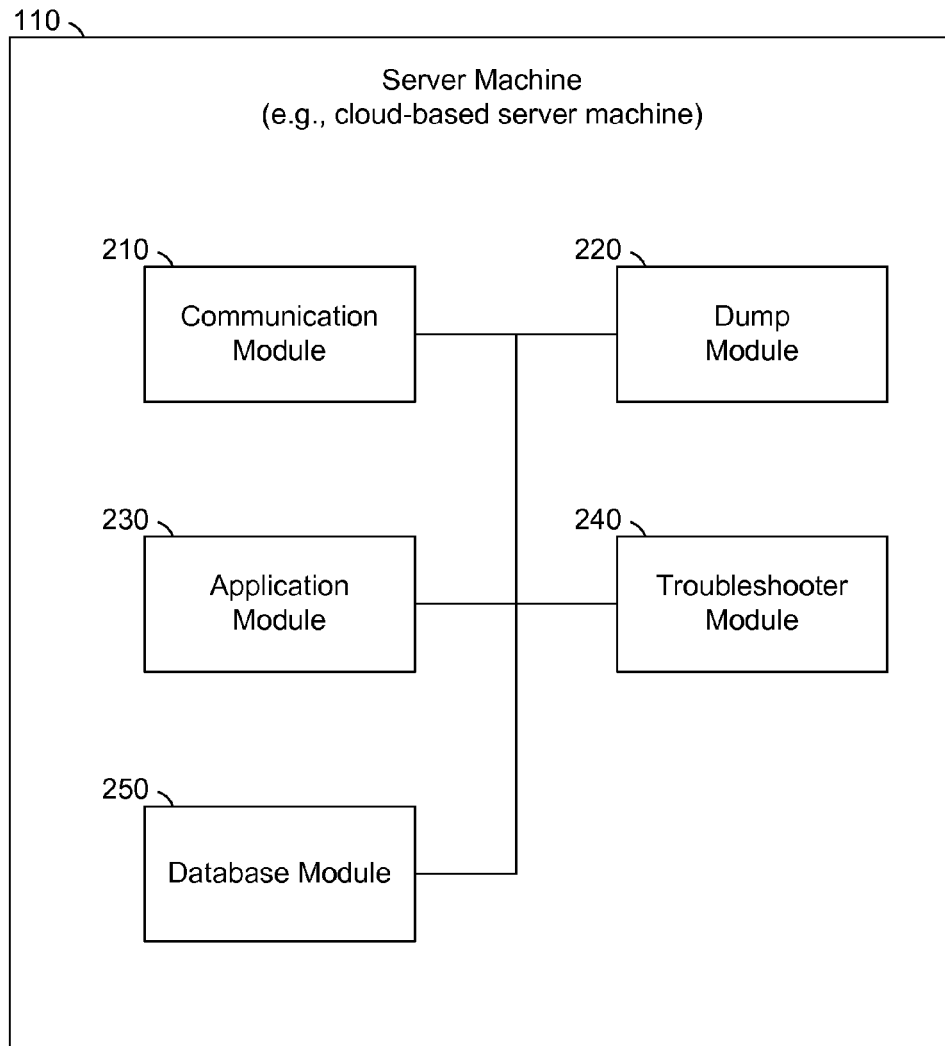 110
Server Machine
(e.g., cloud-based server machine)
210
Communication
Module
220
Dump
Module
230
Application
Module
240
Troubleshooter
Module
250
Database Module